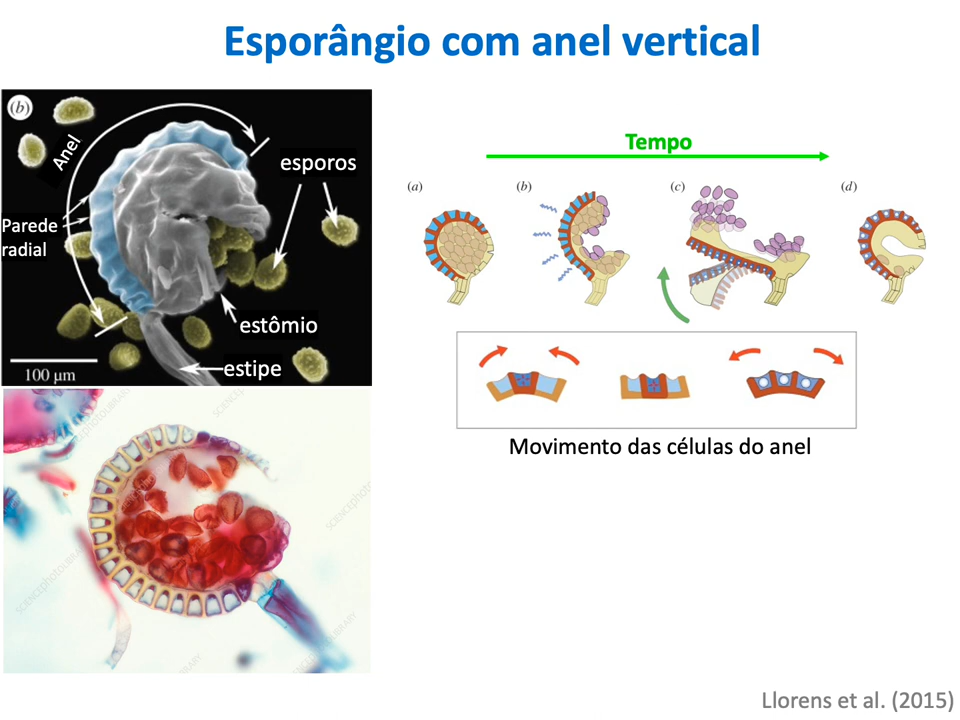 Esporângio com anel vertical
(b)
Anel
esporos
Parede
radial
estômio
estipe
100 µm
Tempo
(a)
(b)
(c)
(d)
Movimento das células do anel
SCIENCEPHOTOLIBRARY
Llorens et al. (2015)